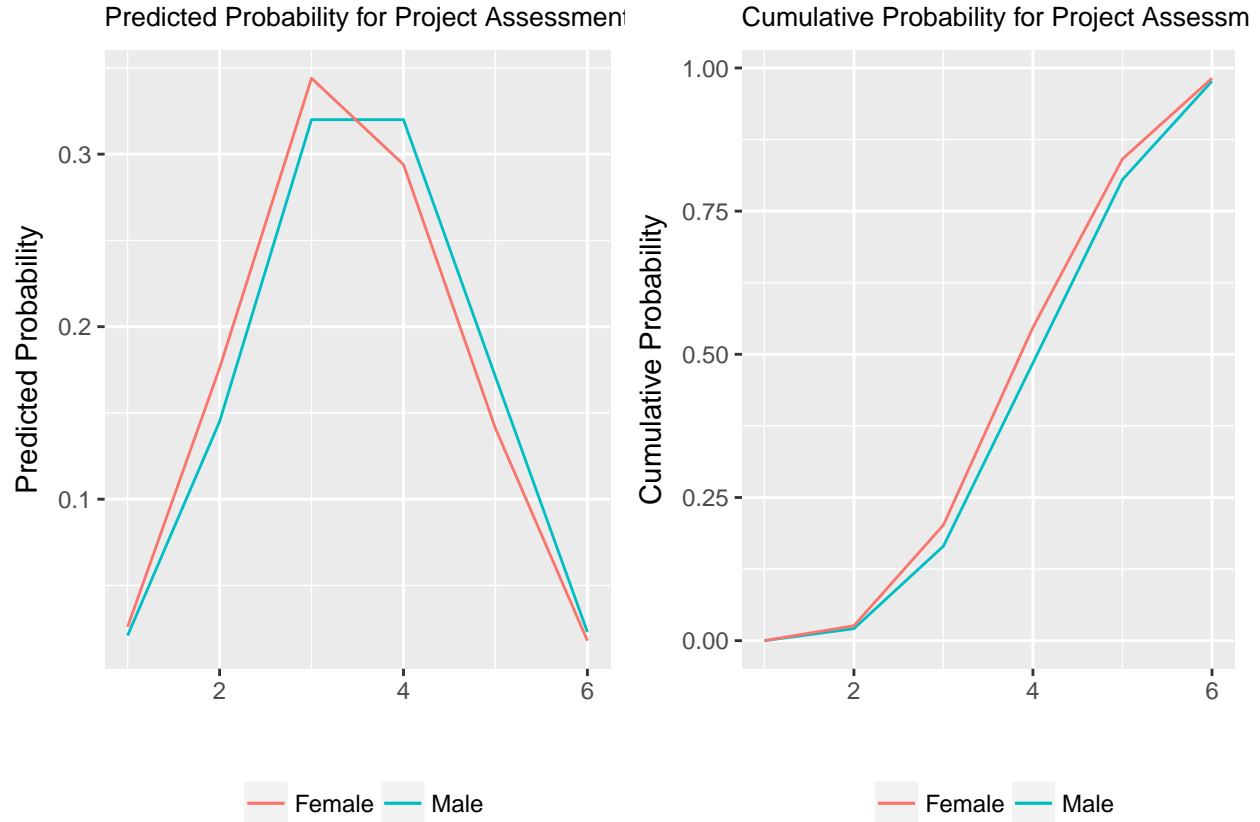 Predicted Probability for Project Assessment
Predicted Probability
0.3
0.2
0.1
2 4 6
Female Male
Cumulative Probability for Project Assessm
Cumulative Probability
1.00
0.75
0.50
0.25
0.00
2 4 6
Female Male